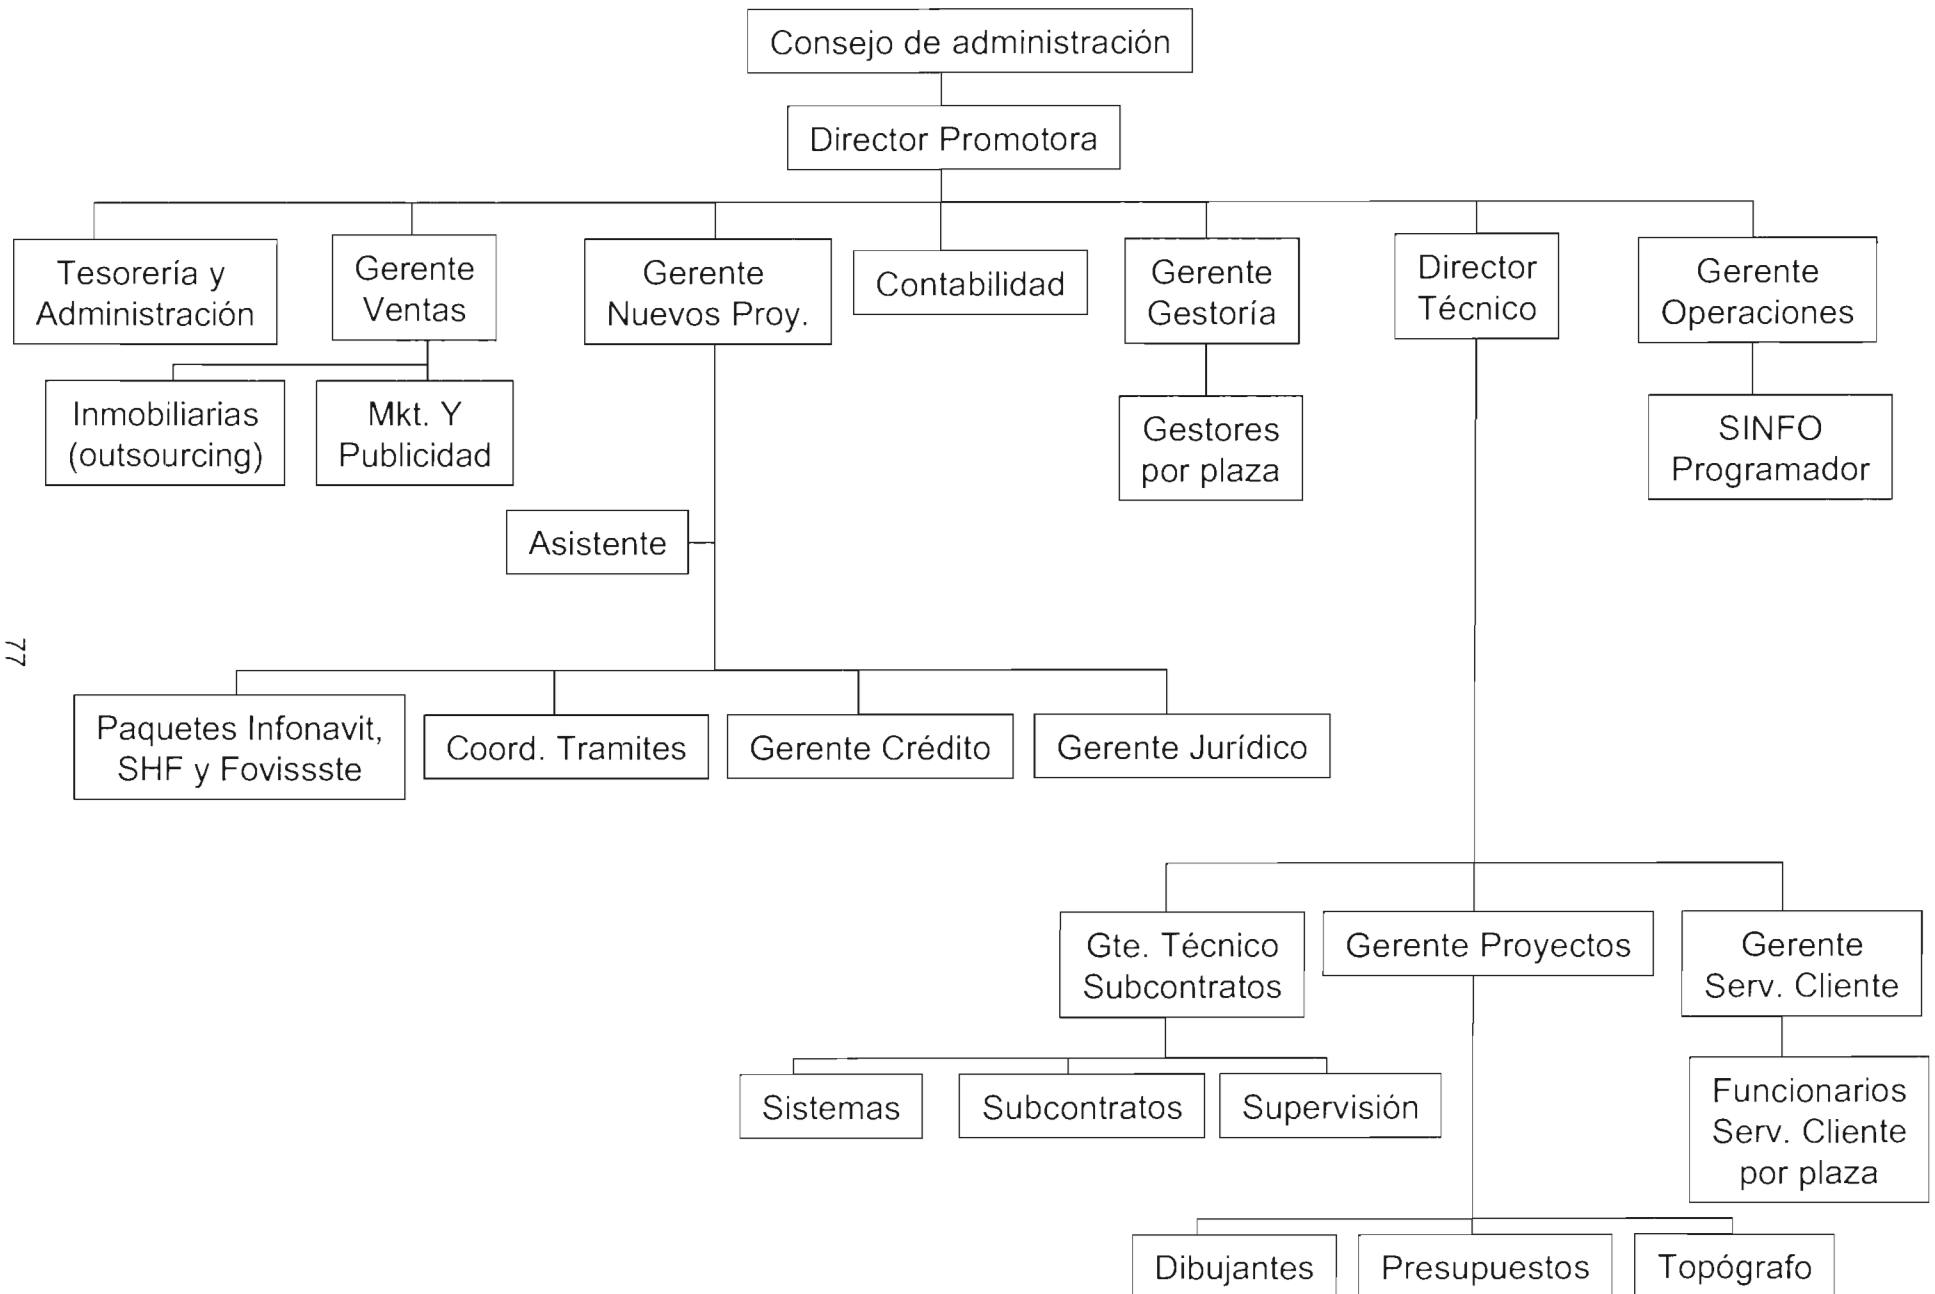 Consejo de administración
Director Promotora
Tesorería y
Administración
Gerente
Ventas
Gerente
Nuevos Proy.
Contabilidad
Gerente
Gestoría
Director
Técnico
Gerente
Operaciones
Inmobiliarias
(outsourcing)
Mkt. Y
Publicidad
Gestores
por plaza
SINFO
Programador
Asistente
77
Paquetes Infonavit,
SHF y Fovissste
Coord. Tramites
Gerente Crédito
Gerente Jurídico
Gte. Técnico
Subcontratos
Gerente Proyectos
Gerente
Serv. Cliente
Sistemas
Subcontratos
Supervisión
Funcionarios
Serv. Cliente
por plaza
Dibujantes
Presupuestos
Topógrafo